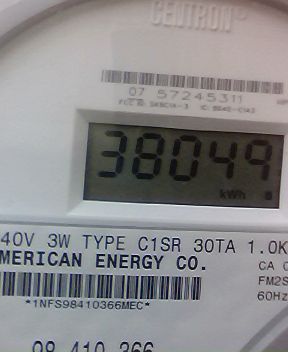 CENTRON®
07 57245311
38049
kWh
40V 3W TYPE C1SR 30TA 1.0K
MERICAN ENERGY CO.
CA 0
FM2S
60Hz
*1NFS98410366MEC*
98 410 366